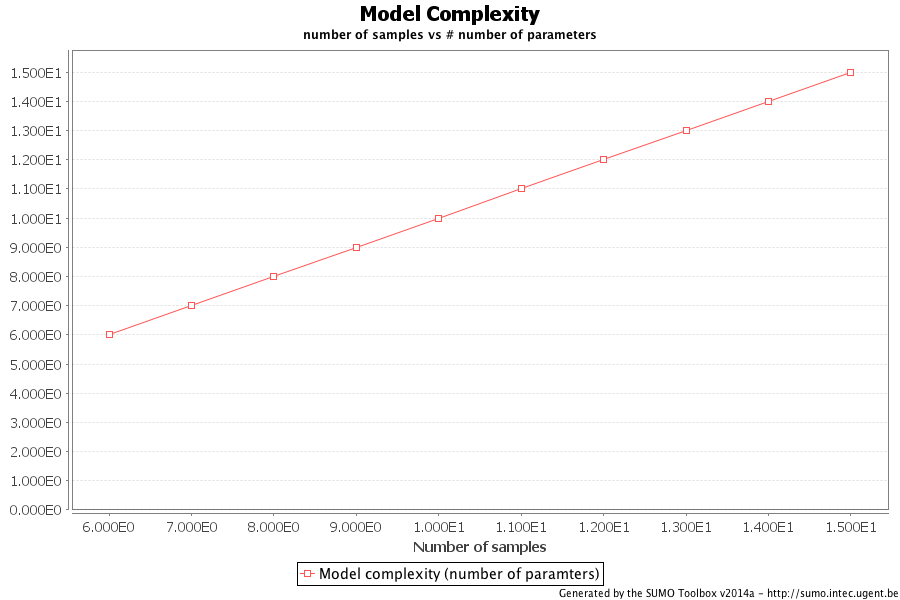 Model Complexity
number of samples vs # number of parameters
1.500E1
1.400E1
1.300E1
1.200E1
1.100E1
1.000E1
9.000E0
8.000E0
7.000E0
6.000E0
5.000E0
4.000E0
3.000E0
2.000E0
1.000E0
0.000E0
6.000E0 7.000E0 8.000E0 9.000E0 1.000E1 1.100E1 1.200E1 1.300E1 1.400E1 1.500E1
Number of samples
Model complexity (number of paramters)
Generated by the SUMO Toolbox v2014a - http://sumo.intec.ugent.be